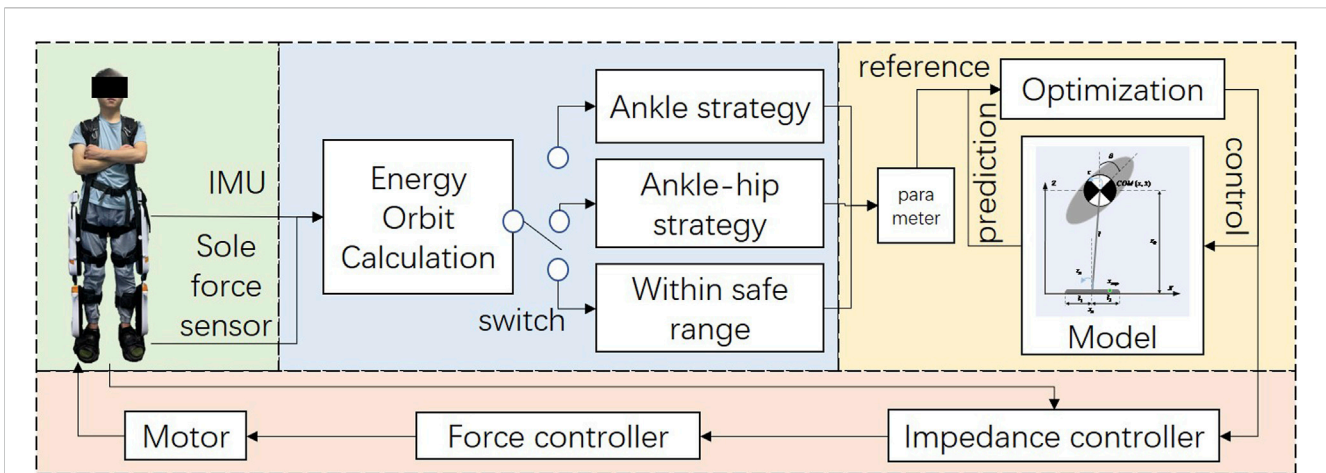 IMU
Sole
force
sensor
Energy
Orbit
Calculation
switch
Ankle strategy
Ankle-hip
strategy
Within safe
range
para
meter
reference
prediction
Optimization
control
COM (x, z)
Z
X
θ
τ
l
Model
Motor
Force controller
Impedance controller